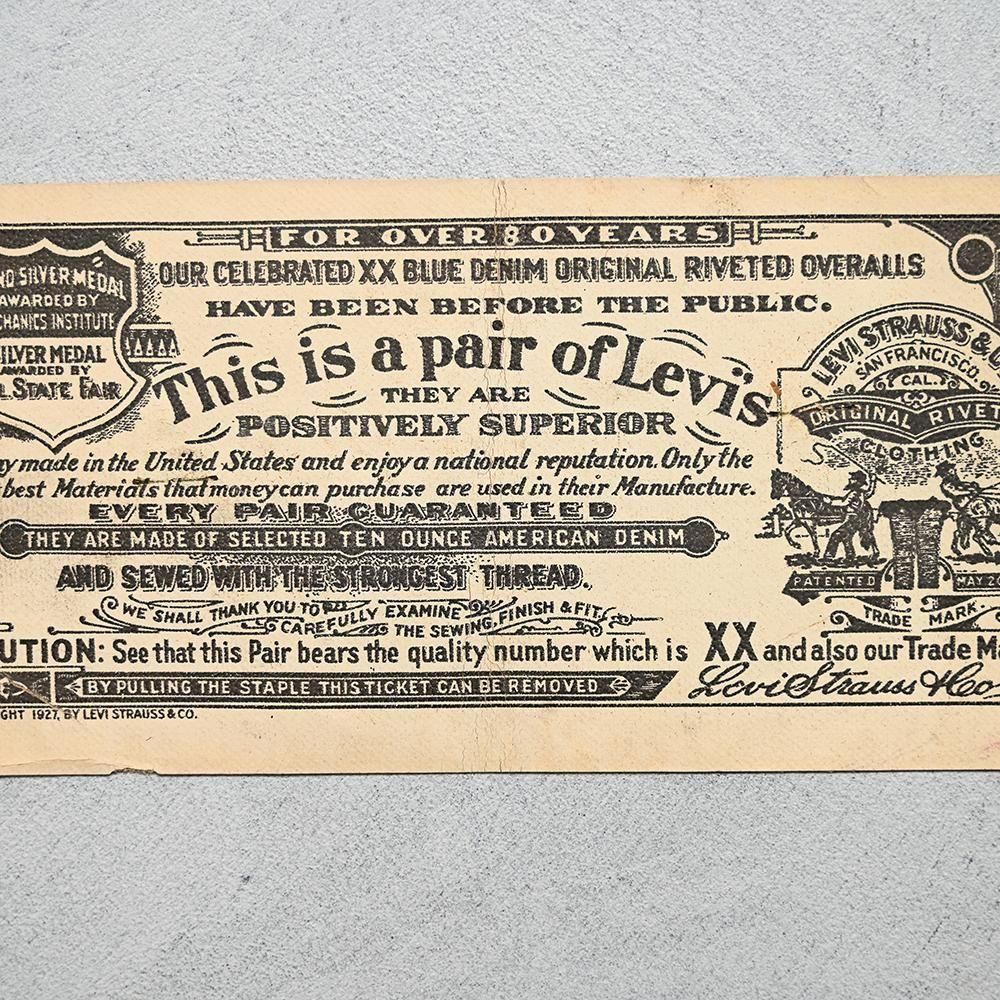 FOR OVER 80 YEARS
OUR CELEBRATED XX BLUE DENIM ORIGINAL RIVETED OVERALLS
HAVE BEEN BEFORE THE PUBLIC.
SILVER MEDAL
AWARDED BY
MECHANICS INSTITUTE
SILVER MEDAL
AWARDED BY
STATE FAIR
This is a pair of Levi's
THEY ARE
POSITIVELY SUPERIOR
made in the United States and enjoy a national reputation. Only the
best Materials that money can purchase are used in their Manufacture.
EVERY PAIR GUARANTEED
THEY ARE MADE OF SELECTED TEN OUNCE AMERICAN DENIM
AND SEWED WITH THE STRONGEST THREAD.
WE SHALL THANK YOU TO CAREFULLY EXAMINE THE SEWING, FINISH & FIT.
UTION: See that this Pair bears the quality number which is XX and also our Trade Ma
BY PULLING THE STAPLE THIS TICKET CAN BE REMOVED
Levi Strauss & Co
GHT 1927, BY LEVI STRAUSS & CO.
LEVI STRAUSS & C
SAN FRANCISCO.
CAL.
ORIGINAL RIVET
CLOTHING
PATENTED MAY 2
TRADE MARK.